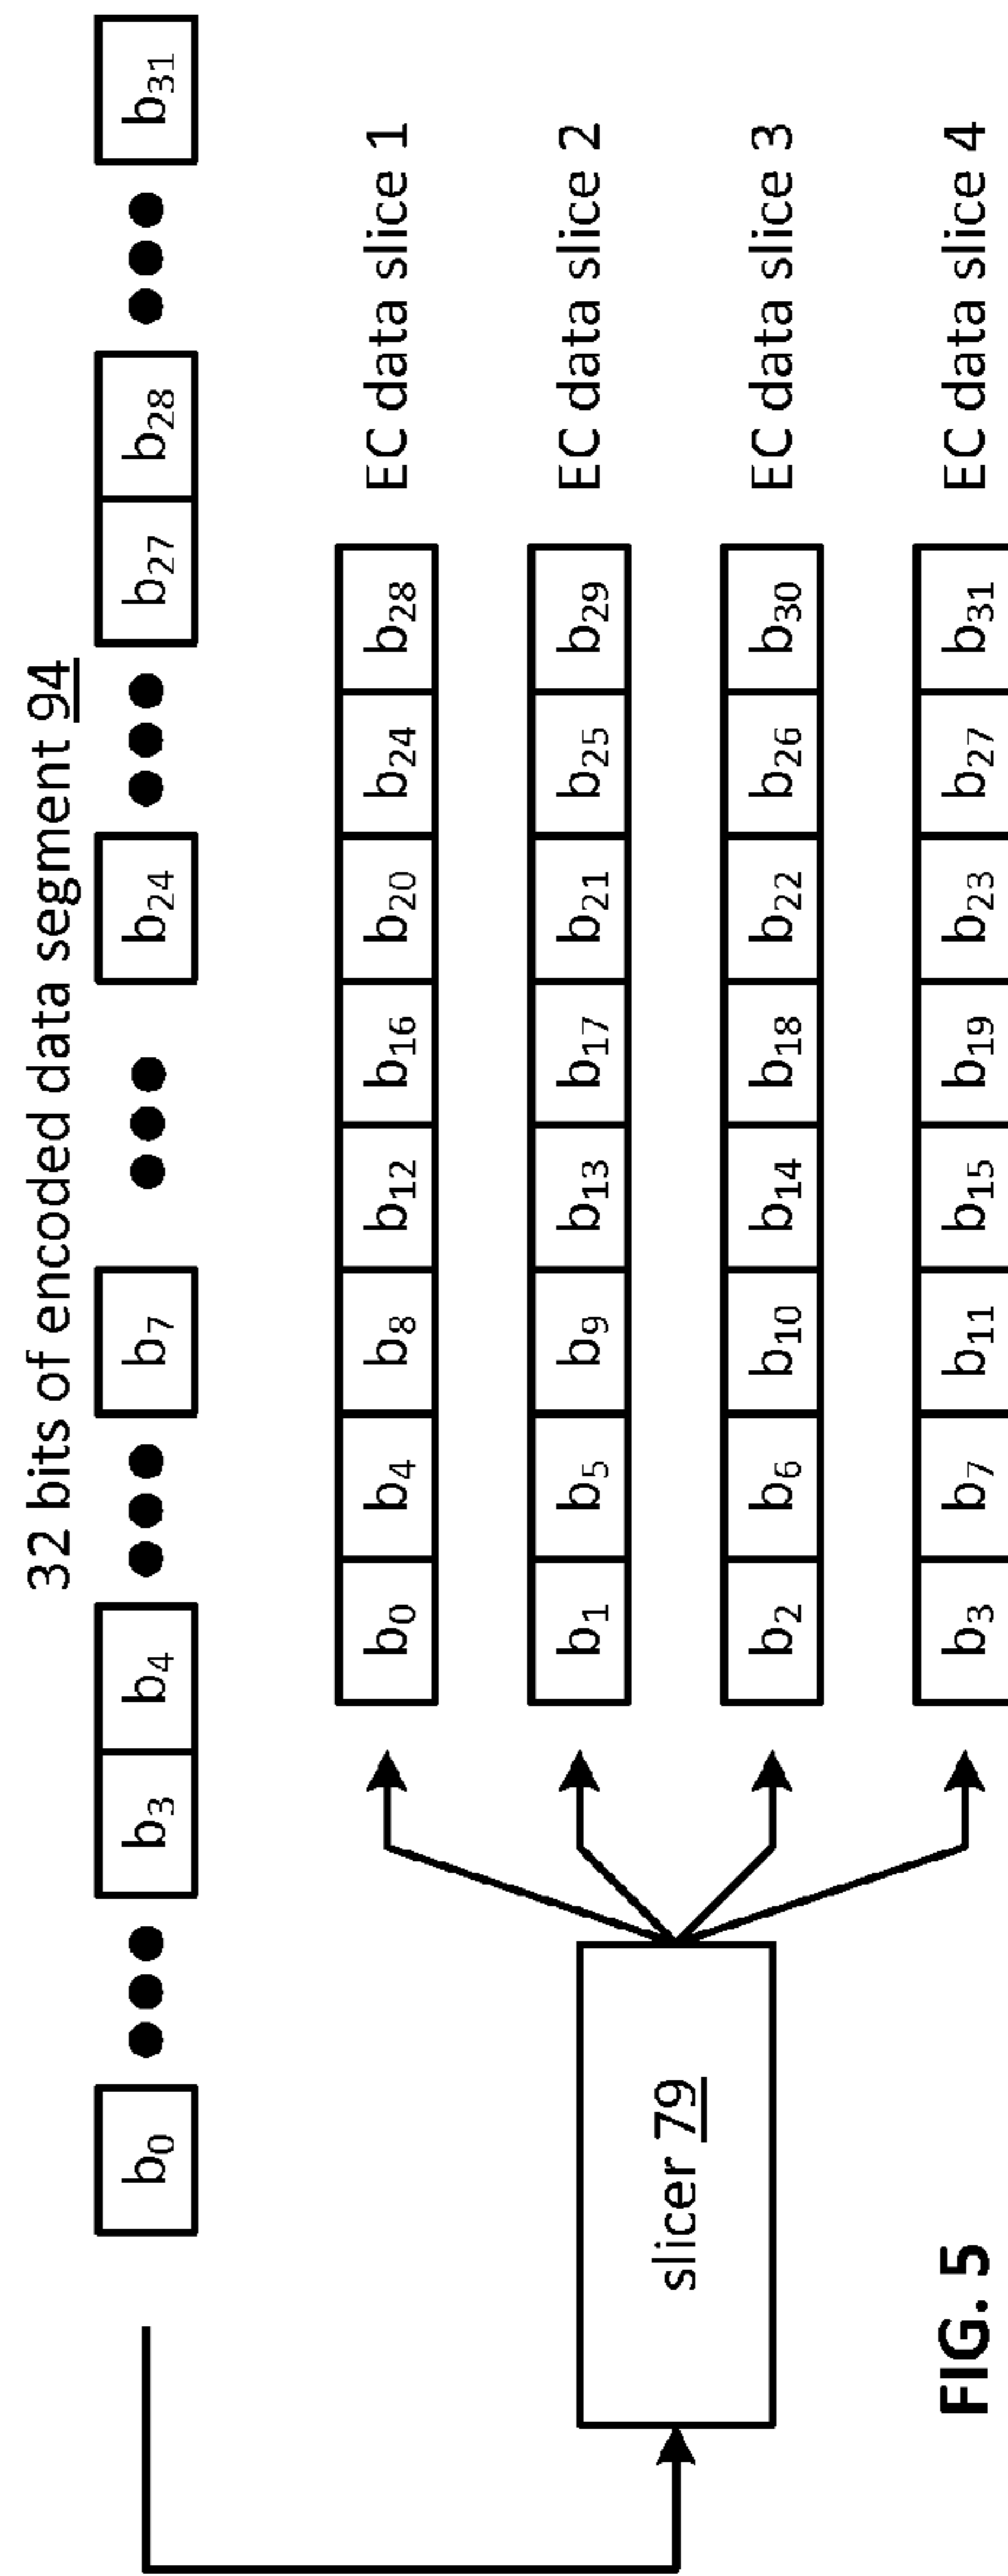 32 bits of encoded data segment 94
b0 ●●● b3 b4 ●●● b7 ●●● b24 ●●● b27 b28 ●●● b31
b0 b4 b8 b12 b16 b20 b24 b28 EC data slice 1
b1 b5 b9 b13 b17 b21 b25 b29 EC data slice 2
slicer 79
b2 b6 b10 b14 b18 b22 b26 b30 EC data slice 3
b3 b7 b11 b15 b19 b23 b27 b31 EC data slice 4
FIG. 5